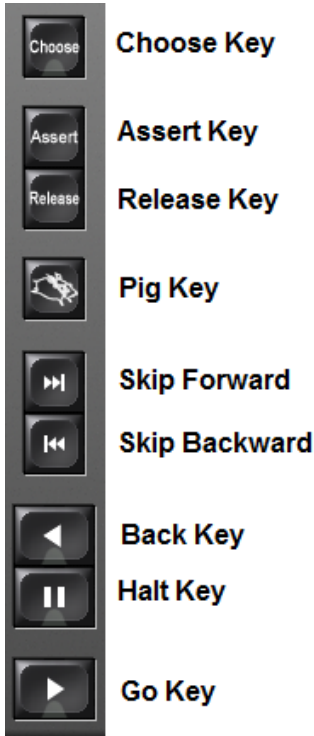 Choose Choose Key
Assert Assert Key
Release Release Key
Pig Key
Skip Forward
Skip Backward
Back Key
Halt Key
Go Key